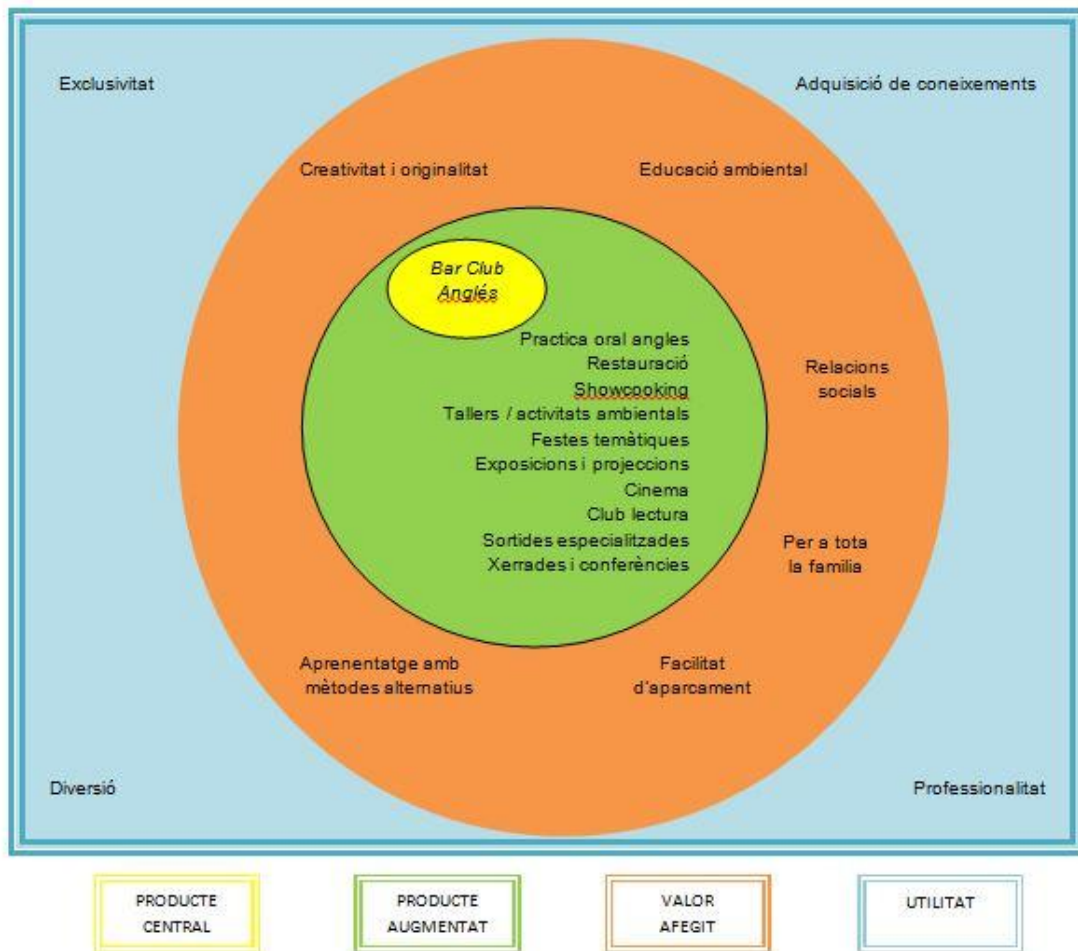 Exclusivitat
Adquisició de coneixements
Creativitat i originalitat
Educació ambiental
Bar Club
Anglés
Practica oral angles
Restauració
Showcooking
Tallers / activitats ambientals
Festes temàtiques
Exposicions i projeccions
Cinema
Club lectura
Sortides especialitzades
Xerrades i conferències
Relacions
socials
Per a tota
la familia
Aprenentatge amb
mètodes alternatius
Facilitat
d'aparcament
Diversió
Professionalitat
PRODUCTE
CENTRAL
PRODUCTE
AUGMENTAT
VALOR
AFEGIT
UTILITAT